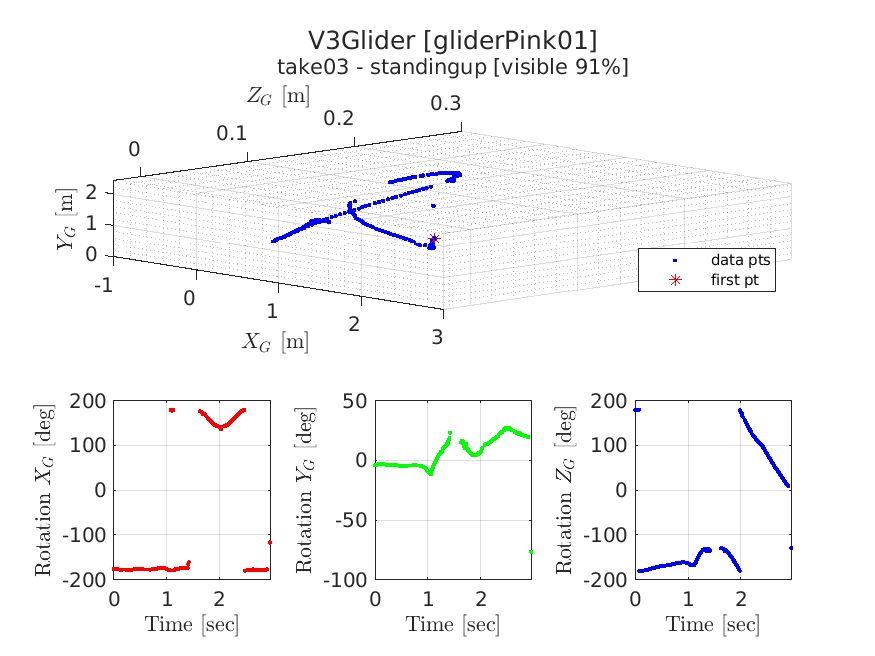 V3Glider [gliderPink01]
take03 - standingup [visible 91%]
Z_G [m]
0 0.1 0.2 0.3
Y_G [m]
2
1
0
-1 0 1 2 3
X_G [m]
data pts
first pt
Rotation X_G [deg]
200
100
0
-100
-200
0 1 2
Time [sec]
Rotation Y_G [deg]
50
0
-50
-100
0 1 2
Time [sec]
Rotation Z_G [deg]
200
100
0
-100
-200
0 1 2
Time [sec]